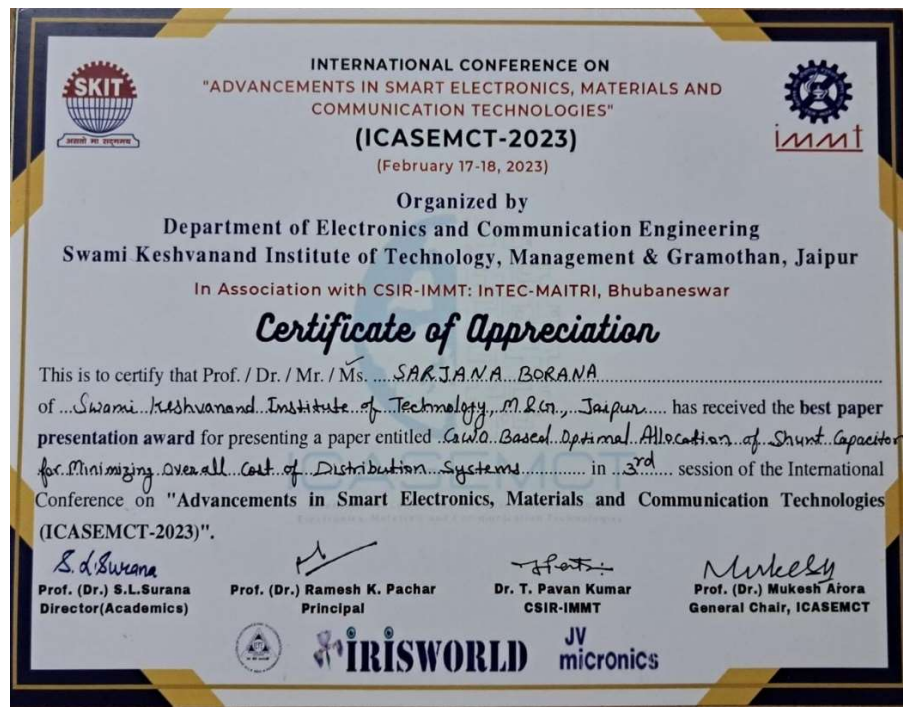 INTERNATIONAL CONFERENCE ON
"ADVANCEMENTS IN SMART ELECTRONICS, MATERIALS AND
COMMUNICATION TECHNOLOGIES"
(ICASEMCT-2023)
(February 17-18, 2023)
SKIT
असतो मा सद्गमय
immt
Organized by
Department of Electronics and Communication Engineering
Swami Keshvanand Institute of Technology, Management & Gramothan, Jaipur
In Association with CSIR-IMMT: InTEC-MAITRI, Bhubaneswar
Certificate of Appreciation
This is to certify that Prof. / Dr. / Mr. / Ms. SARJANA BORANA
of Swami Keshvanand Institute of Technology, M&G, Jaipur has received the best paper
presentation award for presenting a paper entitled Based Optimal Allocation of Shunt Capacitor
for Minimizing Overall Cost of Distribution Systems in 3rd session of the International
Conference on "Advancements in Smart Electronics, Materials and Communication Technologies
(ICASEMCT-2023)".
S.L.Surana
Mukesh
Prof. (Dr.) S.L.Surana
Director(Academics)
Prof. (Dr.) Ramesh K. Pachar
Principal
Dr. T. Pavan Kumar
CSIR-IMMT
Prof. (Dr.) Mukesh Arora
General Chair, ICASEMCT
IRISWORLD
JV
micronics